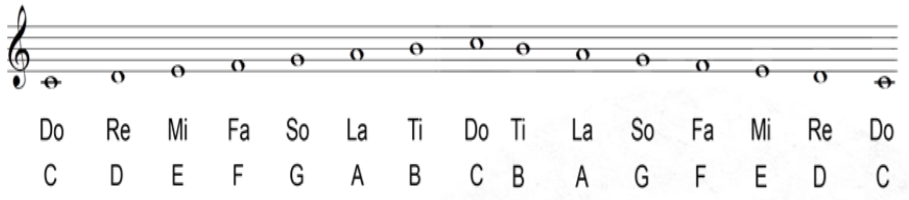 Do Re Mi Fa So La Ti Do Ti La So Fa Mi Re Do
C D E F G A B C B A G F E D C